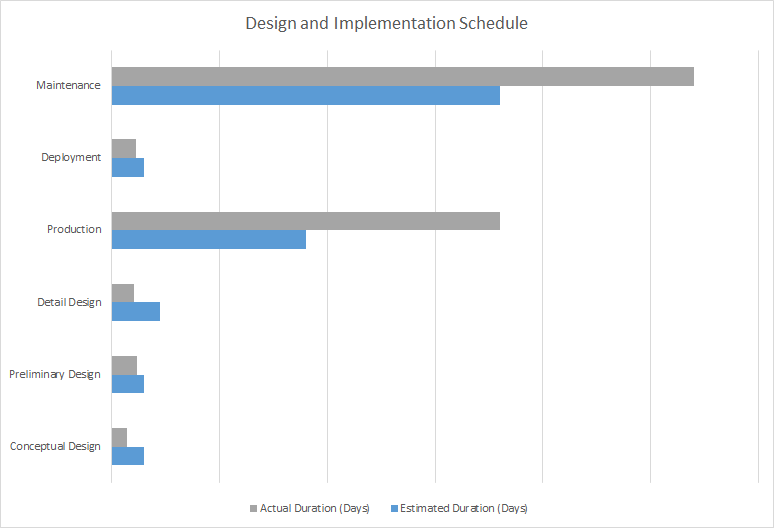 Design and Implementation Schedule
Maintenance
Deployment
Production
Detail Design
Preliminary Design
Conceptual Design
Actual Duration (Days) Estimated Duration (Days)